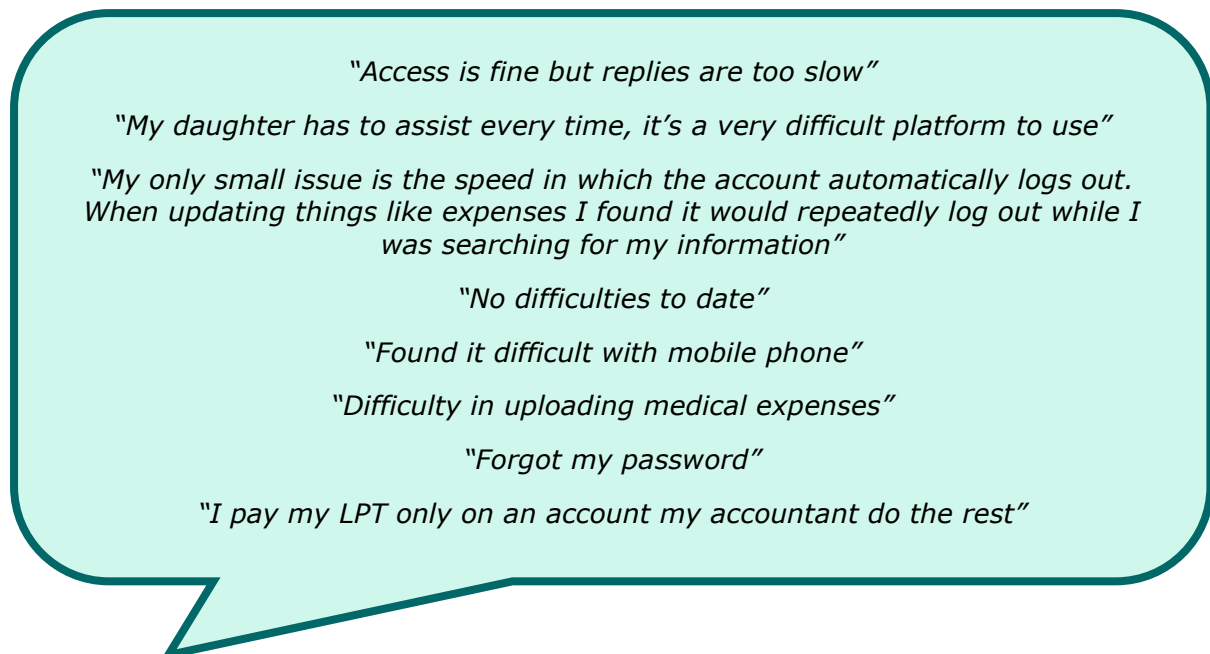 “Access is fine but replies are too slow”
“My daughter has to assist every time, it’s a very difficult platform to use”
“My only small issue is the speed in which the account automatically logs out.
When updating things like expenses I found it would repeatedly log out while I
was searching for my information”
“No difficulties to date”
“Found it difficult with mobile phone”
“Difficulty in uploading medical expenses”
“Forgot my password”
“I pay my LPT only on an account my accountant do the rest”